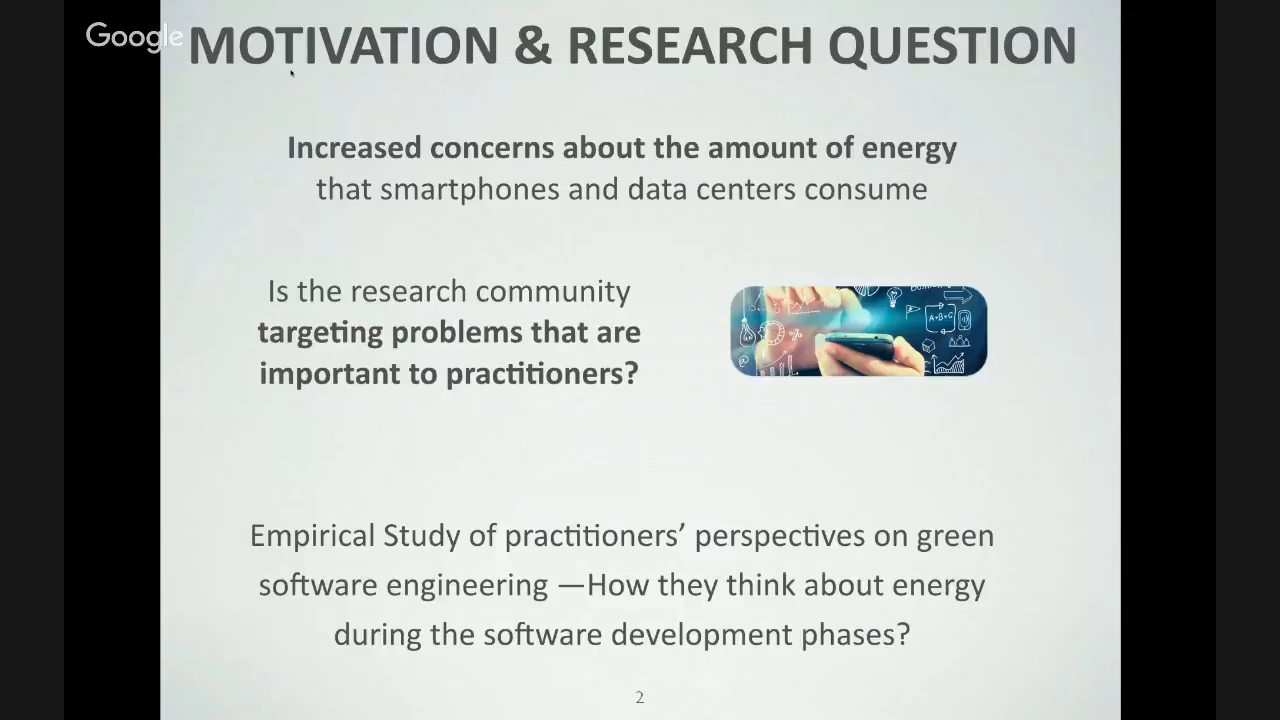 Google
MOTIVATION & RESEARCH QUESTION
Increased concerns about the amount of energy
that smartphones and data centers consume
Is the research community
targeting problems that are
important to practitioners?
A+B=C
%
@
Empirical Study of practitioners’ perspectives on green
software engineering —How they think about energy
during the software development phases?
2